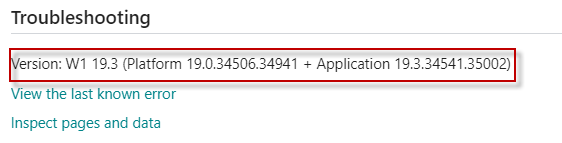 Troubleshooting
Version: W1 19.3 (Platform 19.0.34506.34941 + Application 19.3.34541.35002)
View the last known error
Inspect pages and data